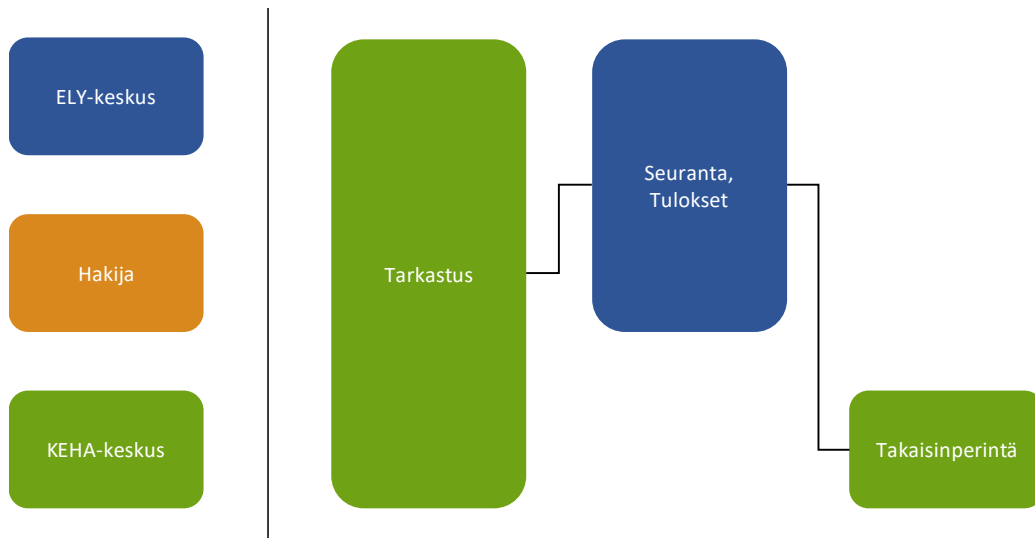 ELY-keskus
Hakija
KEHA-keskus
Tarkastus
Seuranta,
Tulokset
Takaisinperintä